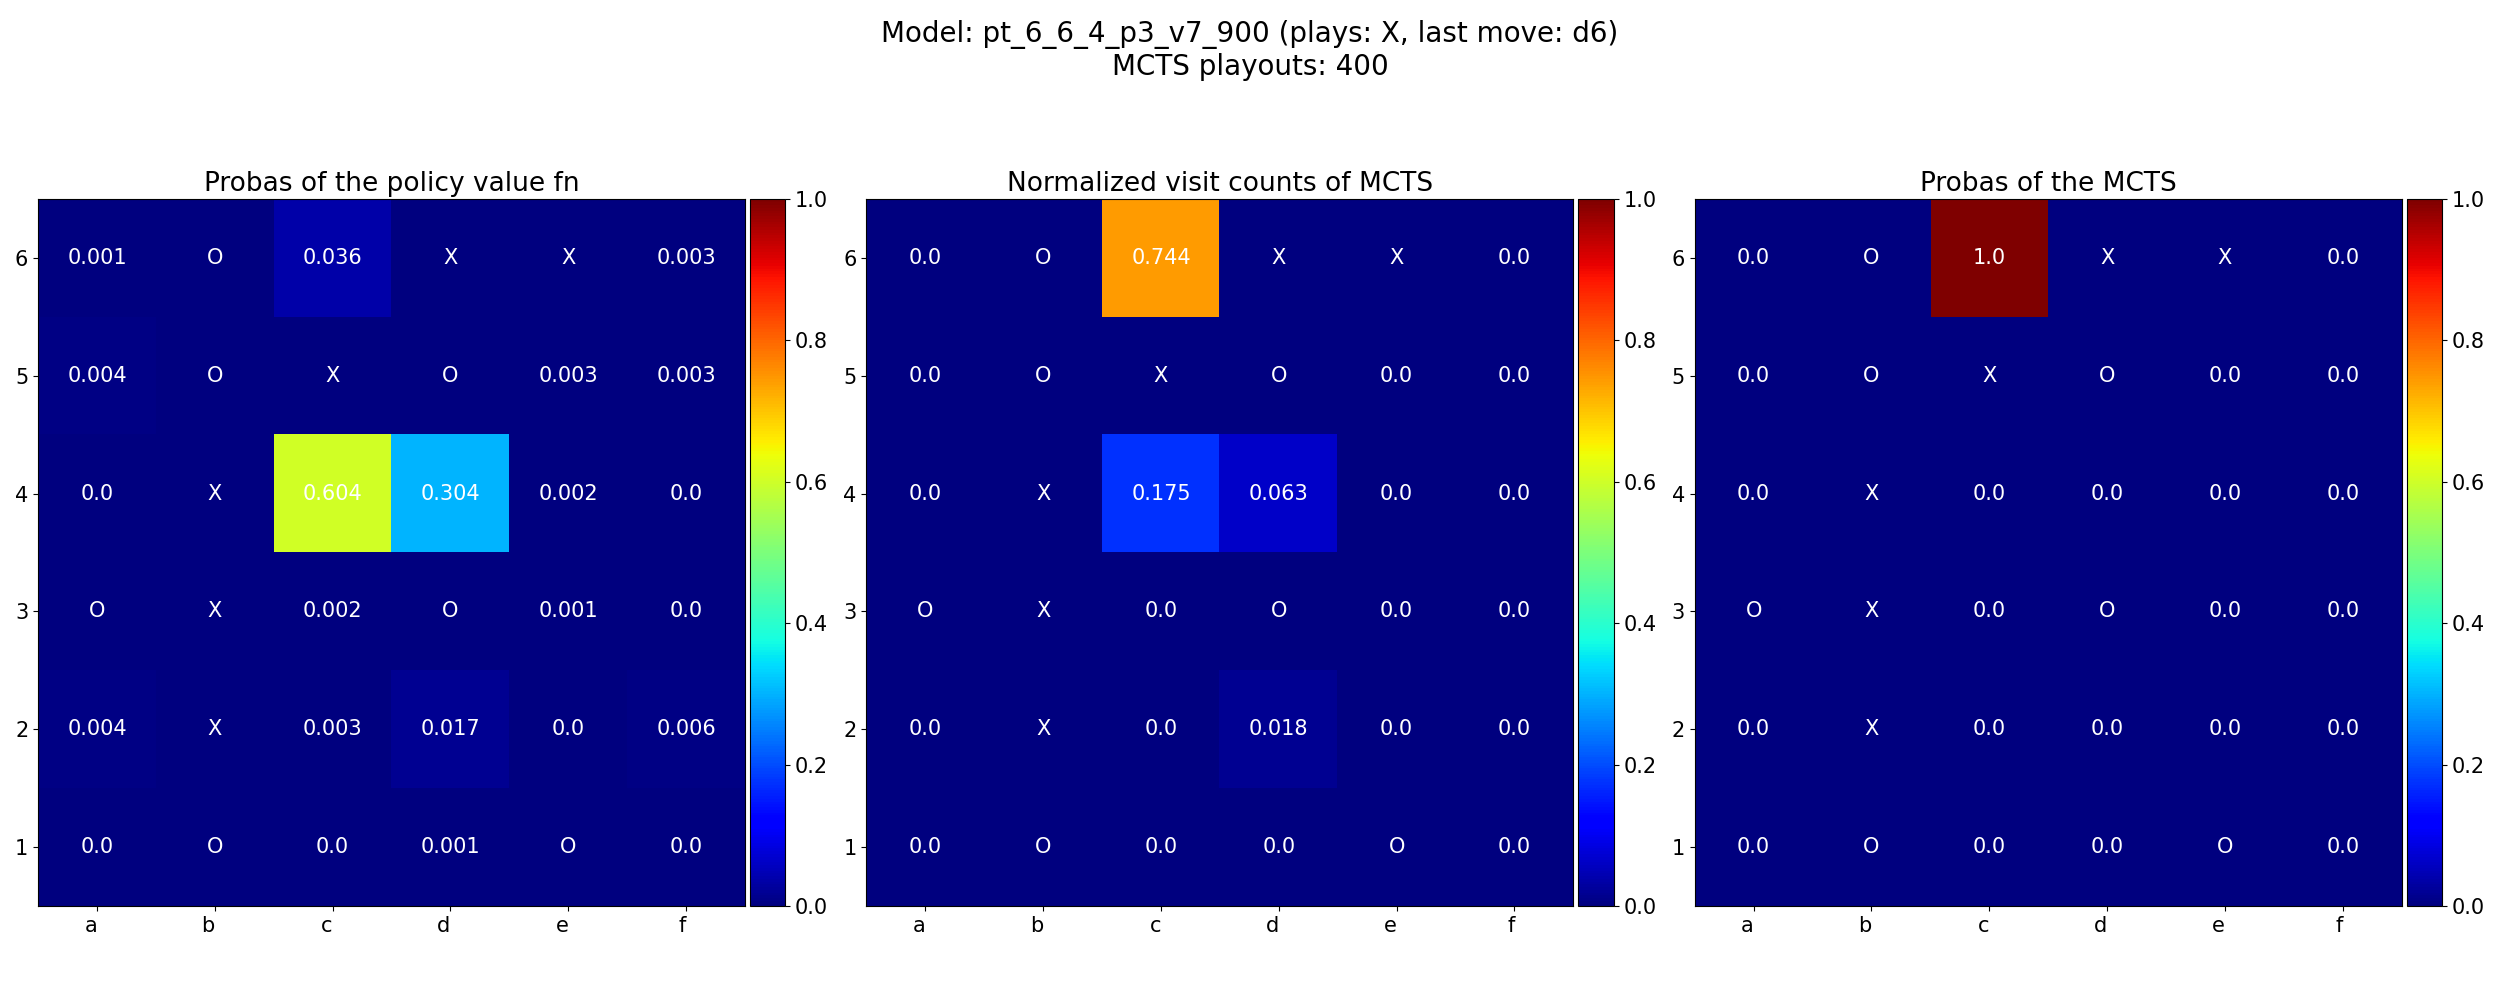 Model: pt_6_6_4_p3_v7_900 (plays: X, last move: d6)
MCTS playouts: 400
Probas of the policy value fn
6 0.001 O 0.036 X X 0.003
5 0.004 O X O 0.003 0.003
4 0.0 X 0.604 0.304 0.002 0.0
3 O X 0.002 O 0.001 0.0
2 0.004 X 0.003 0.017 0.0 0.006
1 0.0 O 0.0 0.001 O 0.0
a b c d e f
1.0
0.8
0.6
0.4
0.2
0.0
Normalized visit counts of MCTS
6 0.0 O 0.744 X X 0.0
5 0.0 O X O 0.0 0.0
4 0.0 X 0.175 0.063 0.0 0.0
3 O X 0.0 O 0.0 0.0
2 0.0 X 0.0 0.018 0.0 0.0
1 0.0 O 0.0 0.0 O 0.0
a b c d e f
1.0
0.8
0.6
0.4
0.2
0.0
Probas of the MCTS
6 0.0 O 1.0 X X 0.0
5 0.0 O X O 0.0 0.0
4 0.0 X 0.0 0.0 0.0 0.0
3 O X 0.0 O 0.0 0.0
2 0.0 X 0.0 0.0 0.0 0.0
1 0.0 O 0.0 0.0 O 0.0
a b c d e f
1.0
0.8
0.6
0.4
0.2
0.0